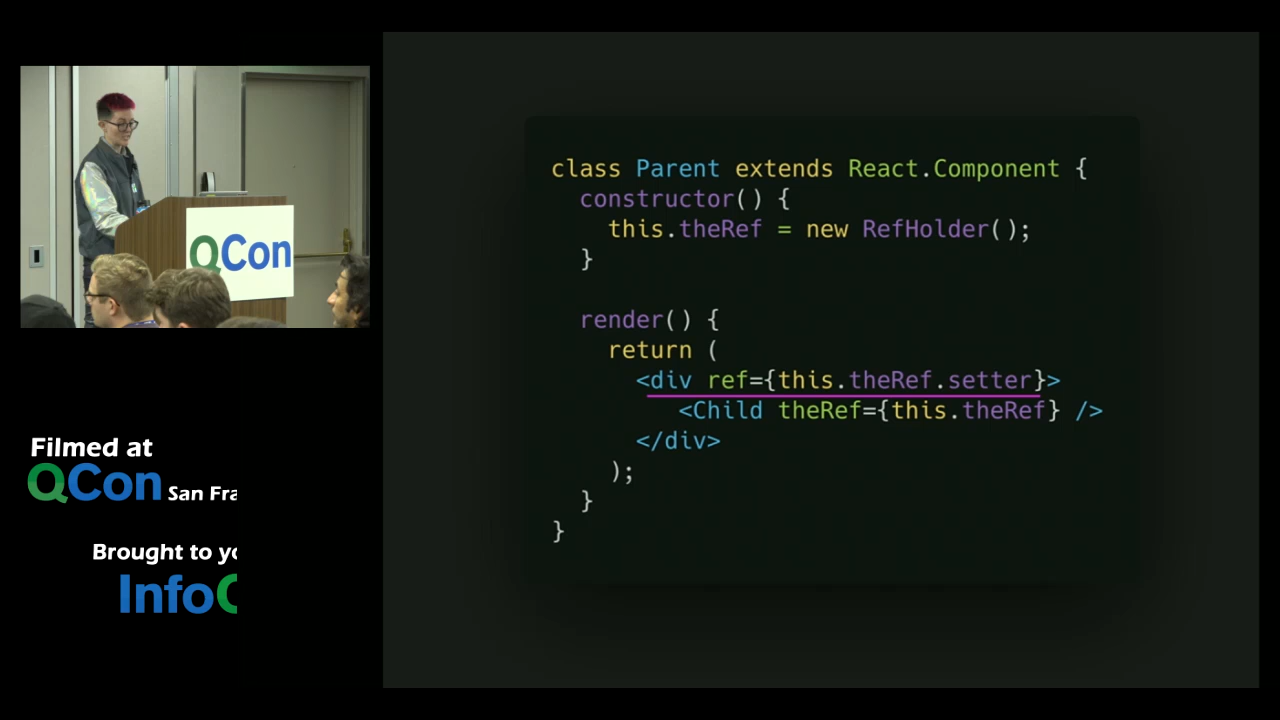 QCon
Filmed at
QCon San Fra
Brought to yo
Info
class Parent extends React.Component {
constructor() {
this.theRef = new RefHolder();
}
render() {
return (
<div ref={this.theRef.setter}>
<Child theRef={this.theRef} />
</div>
);
}
}